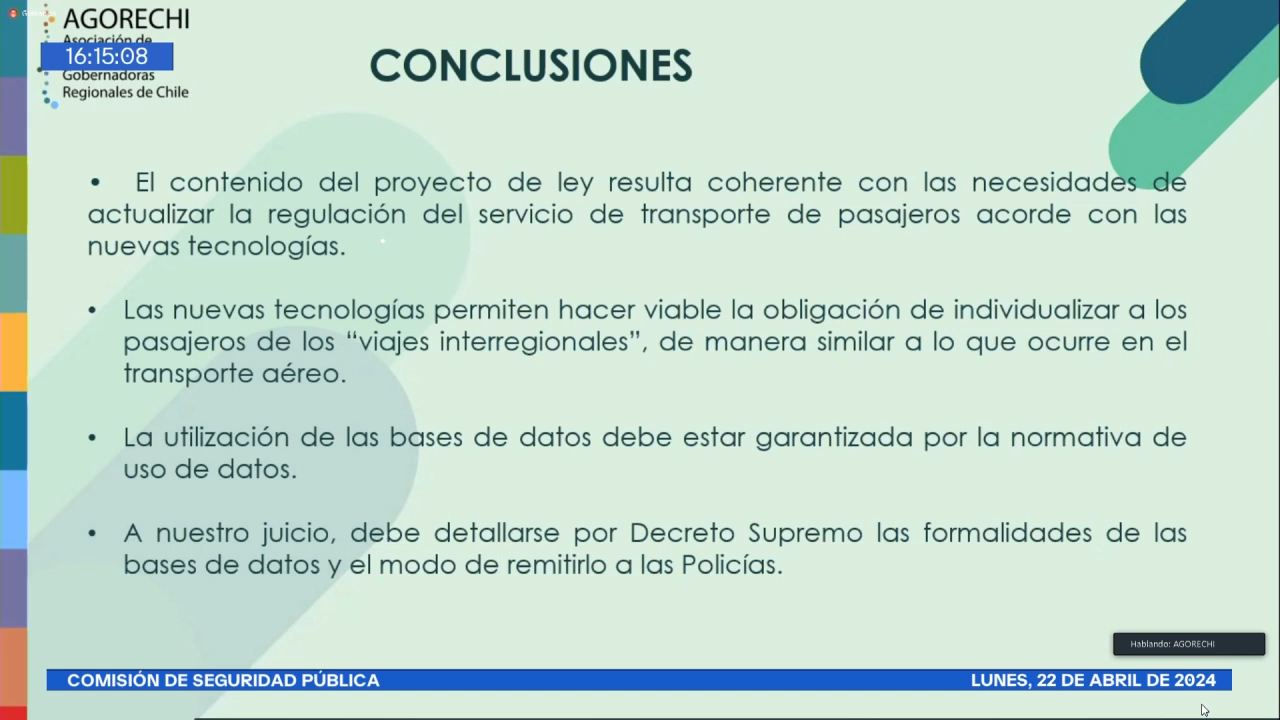 AGORECHI
Asociación de
16:15:08
Gobernadoras
Regionales de Chile
CONCLUSIONES
• El contenido del proyecto de ley resulta coherente con las necesidades de
actualizar la regulación del servicio de transporte de pasajeros acorde con las
nuevas tecnologías.
• Las nuevas tecnologías permiten hacer viable la obligación de individualizar a los
pasajeros de los “viajes interregionales”, de manera similar a lo que ocurre en el
transporte aéreo.
• La utilización de las bases de datos debe estar garantizada por la normativa de
uso de datos.
• A nuestro juicio, debe detallarse por Decreto Supremo las formalidades de las
bases de datos y el modo de remitirlo a las Policías.
Hablando: AGORECHI
COMISIÓN DE SEGURIDAD PÚBLICA
LUNES, 22 DE ABRIL DE 2024